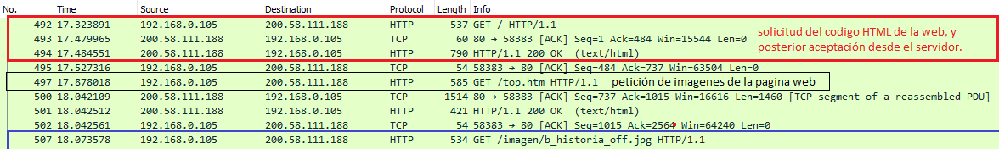 No. Time Source Destination Protocol Length Info
492 17.323891 192.168.0.105 200.58.111.188 HTTP 537 GET / HTTP/1.1
493 17.479965 200.58.111.188 192.168.0.105 TCP 60 80 → 58383 [ACK] Seq=1 Ack=484 Win=15544 Len=0
494 17.484551 200.58.111.188 192.168.0.105 HTTP 790 HTTP/1.1 200 OK (text/html)
solicitud del codigo HTML de la web, y
posterior aceptación desde el servidor.
495 17.527316 192.168.0.105 200.58.111.188 TCP 54 58383 → 80 [ACK] Seq=484 Ack=737 Win=63504 Len=0
497 17.878018 192.168.0.105 200.58.111.188 HTTP 585 GET /top.htm HTTP/1.1 petición de imagenes de la pagina web
500 18.042109 200.58.111.188 192.168.0.105 TCP 1514 80 → 58383 [ACK] Seq=737 Ack=1015 Win=16616 Len=1460 [TCP segment of a reassembled PDU]
501 18.042512 200.58.111.188 192.168.0.105 HTTP 421 HTTP/1.1 200 OK (text/html)
502 18.042561 192.168.0.105 200.58.111.188 TCP 54 58383 → 80 [ACK] Seq=1015 Ack=2564 Win=64240 Len=0
507 18.073578 192.168.0.105 200.58.111.188 HTTP 534 GET /imagen/b_historia_off.jpg HTTP/1.1